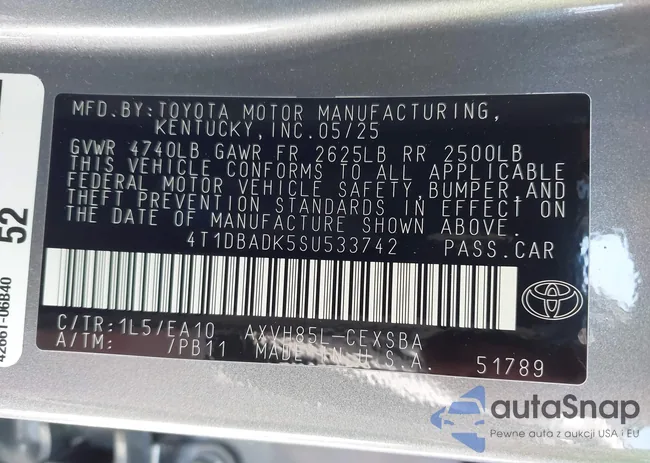 MFD.BY:TOYOTA MOTOR MANUFACTURING,
KENTUCKY,INC.05/25
GVWR 4740LB GAWR FR 2625LB RR 2500LB
THIS VEHICLE CONFORMS TO ALL APPLICABLE
FEDERAL MOTOR VEHICLE SAFETY,BUMPER,AND
THEFT PREVENTION STANDARDS IN EFFECT ON
THE DATE OF MANUFACTURE SHOWN ABOVE.
4T1DBADK5SU533742 PASS.CAR
C/TR:1L5/EA10 AXVH85L-CEXSBA
A/TM: /PB11 MADE IN U.S.A. 51789
52
42661-06B40
autoSnap
Pewne auta z aukcji USA i EU